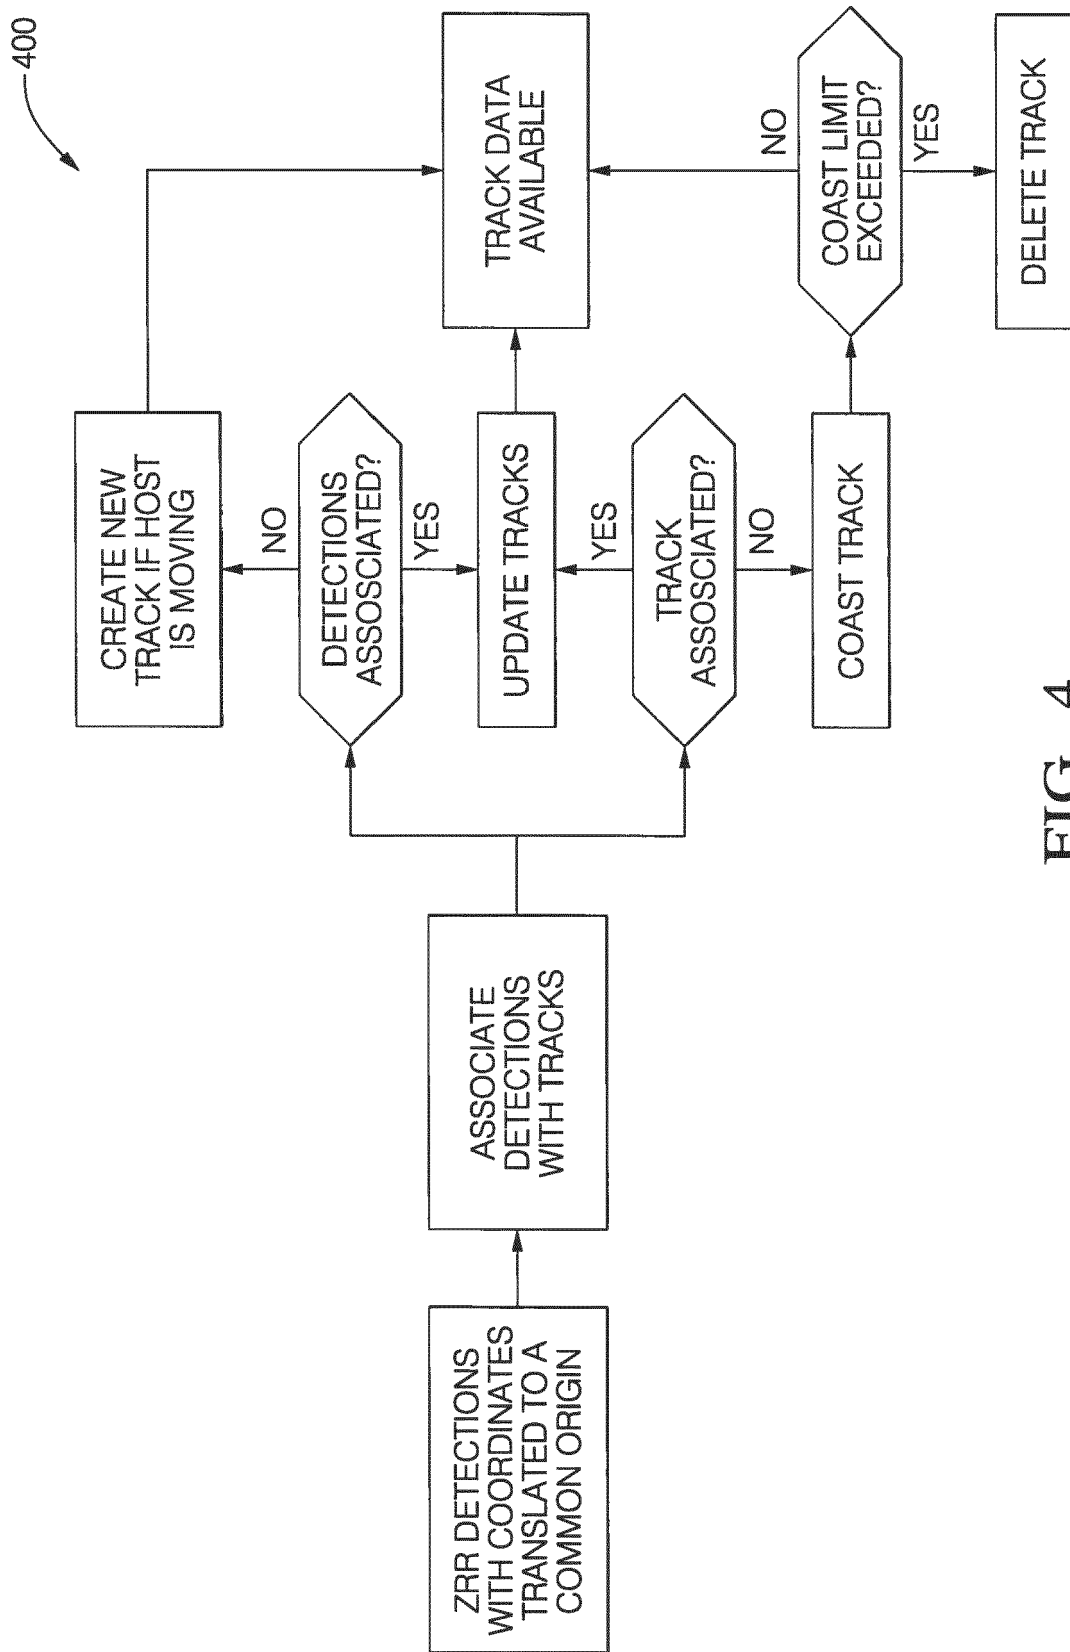 400
ZRR DETECTIONS
WITH COORDINATES
TRANSLATED TO A
COMMON ORIGIN
ASSOCIATE
DETECTIONS
WITH TRACKS
CREATE NEW
TRACK IF HOST
IS MOVING
NO
DETECTIONS
ASSOSCIATED?
YES
UPDATE TRACKS
YES
TRACK
ASSOSCIATED?
NO
COAST TRACK
TRACK DATA
AVAILABLE
NO
COAST LIMIT
EXCEEDED?
YES
DELETE TRACK
FIG. 4